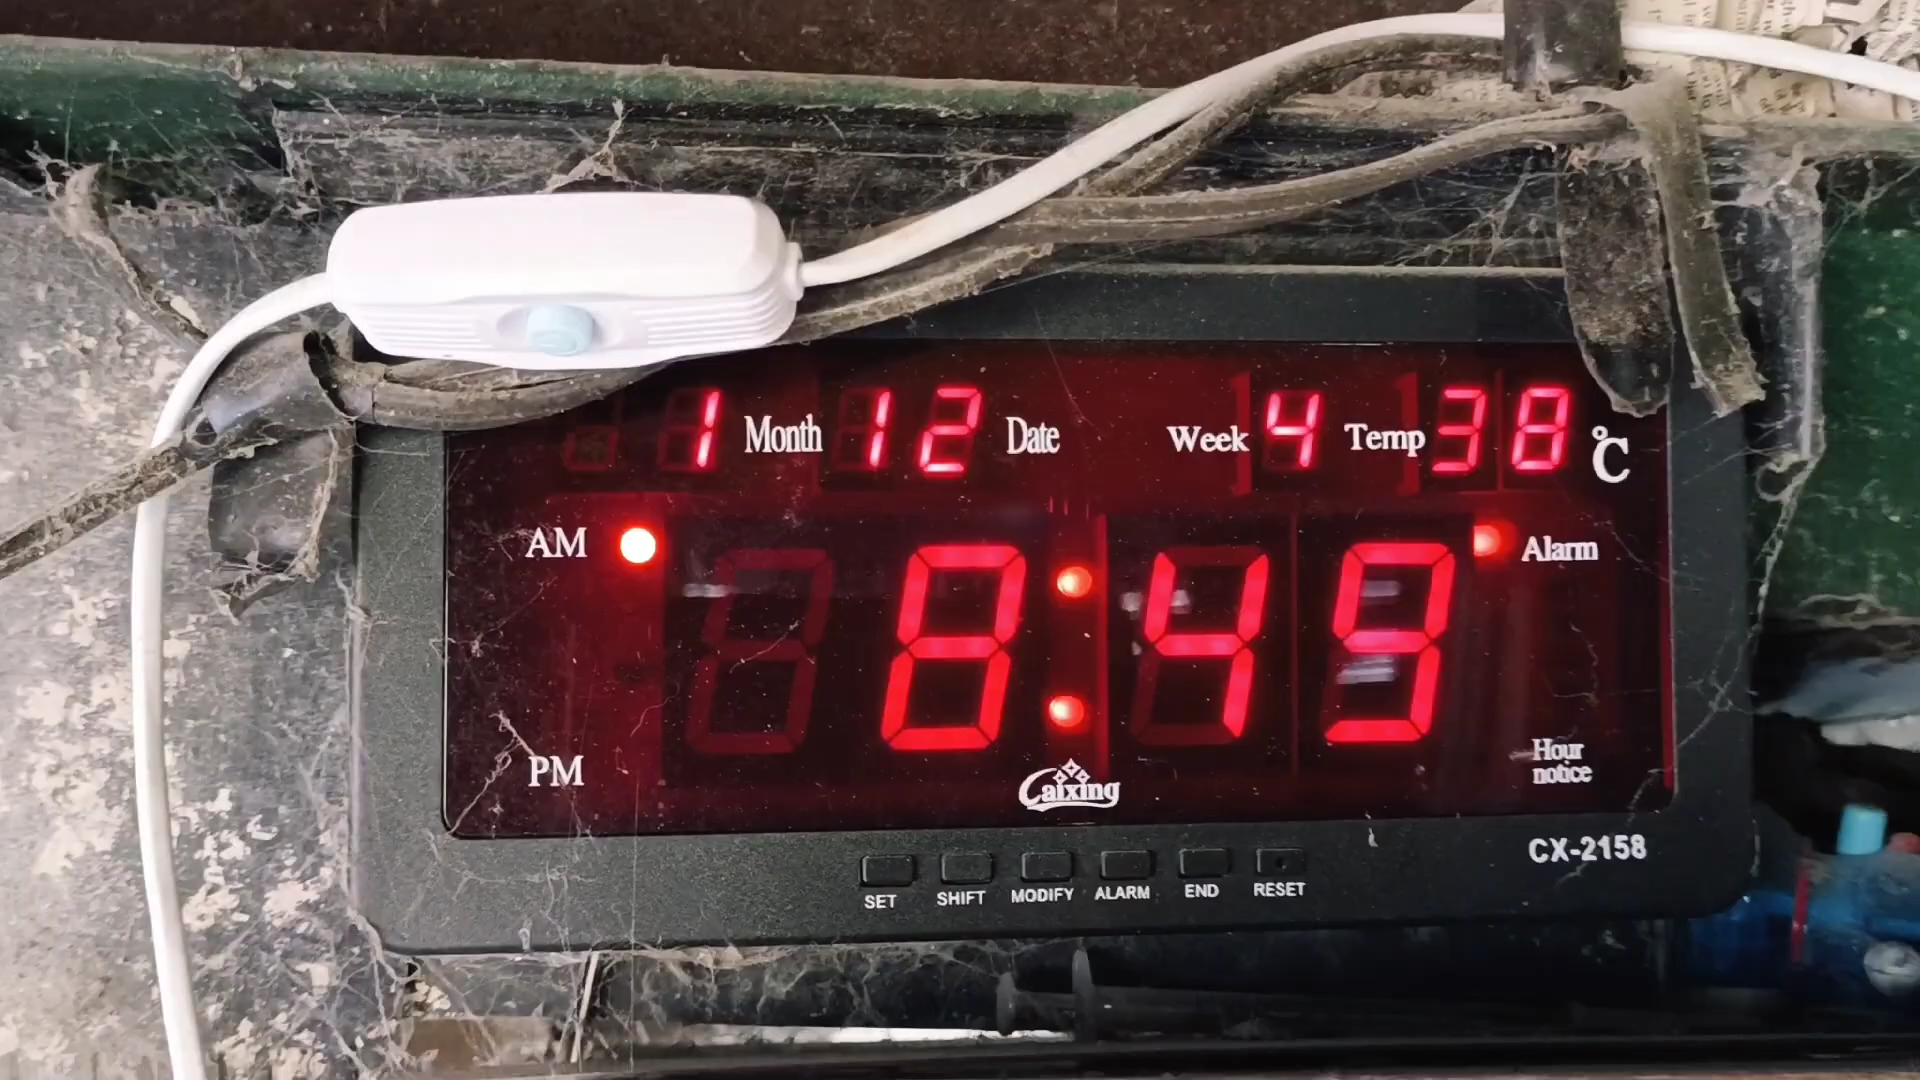 1 Month 12 Date Week 4 Temp 38 °C
AM 8:49 Alarm
PM Hour notice
Caixing
CX-2158
SET SHIFT MODIFY ALARM END RESET